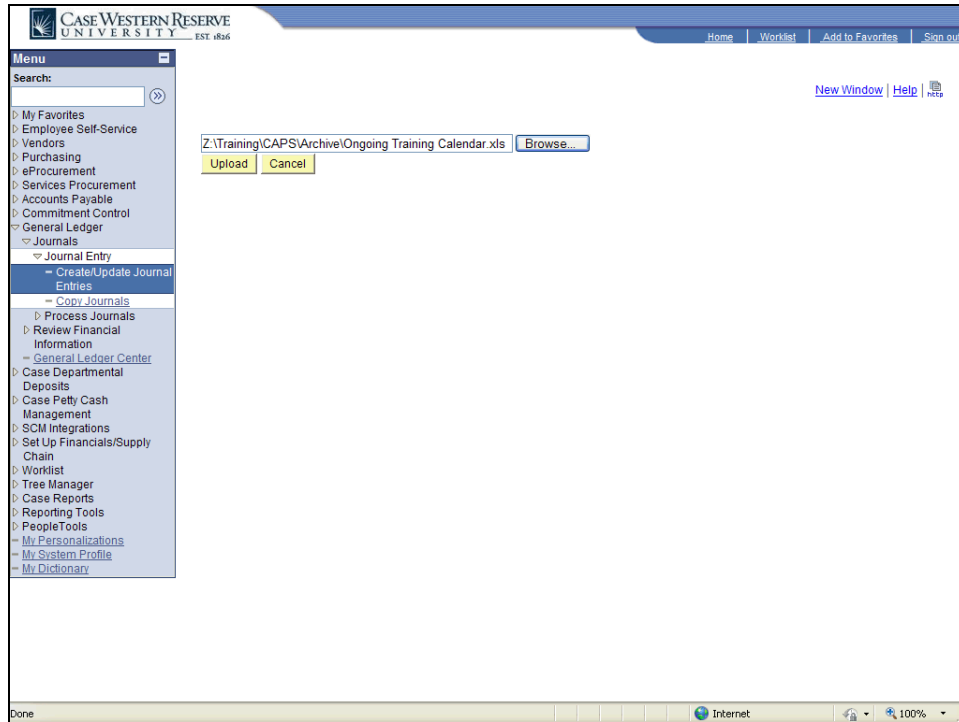 CASE WESTERN RESERVE
UNIVERSITY EST. 1826
Home Worklist Add to Favorites Sign out
Menu
Search:
New Window | Help | http
My Favorites
Employee Self-Service
Vendors
Z:\Training\CAPS\Archive\Ongoing Training Calendar.xls Browse...
Purchasing
Upload Cancel
eProcurement
Services Procurement
Accounts Payable
Commitment Control
General Ledger
Journals
Journal Entry
Create/Update Journal
Entries
Copy Journals
Process Journals
Review Financial
Information
General Ledger Center
Case Departmental
Deposits
Case Petty Cash
Management
SCM Integrations
Set Up Financials/Supply
Chain
Worklist
Tree Manager
Case Reports
Reporting Tools
PeopleTools
My Personalizations
My System Profile
My Dictionary
Done Internet 100%